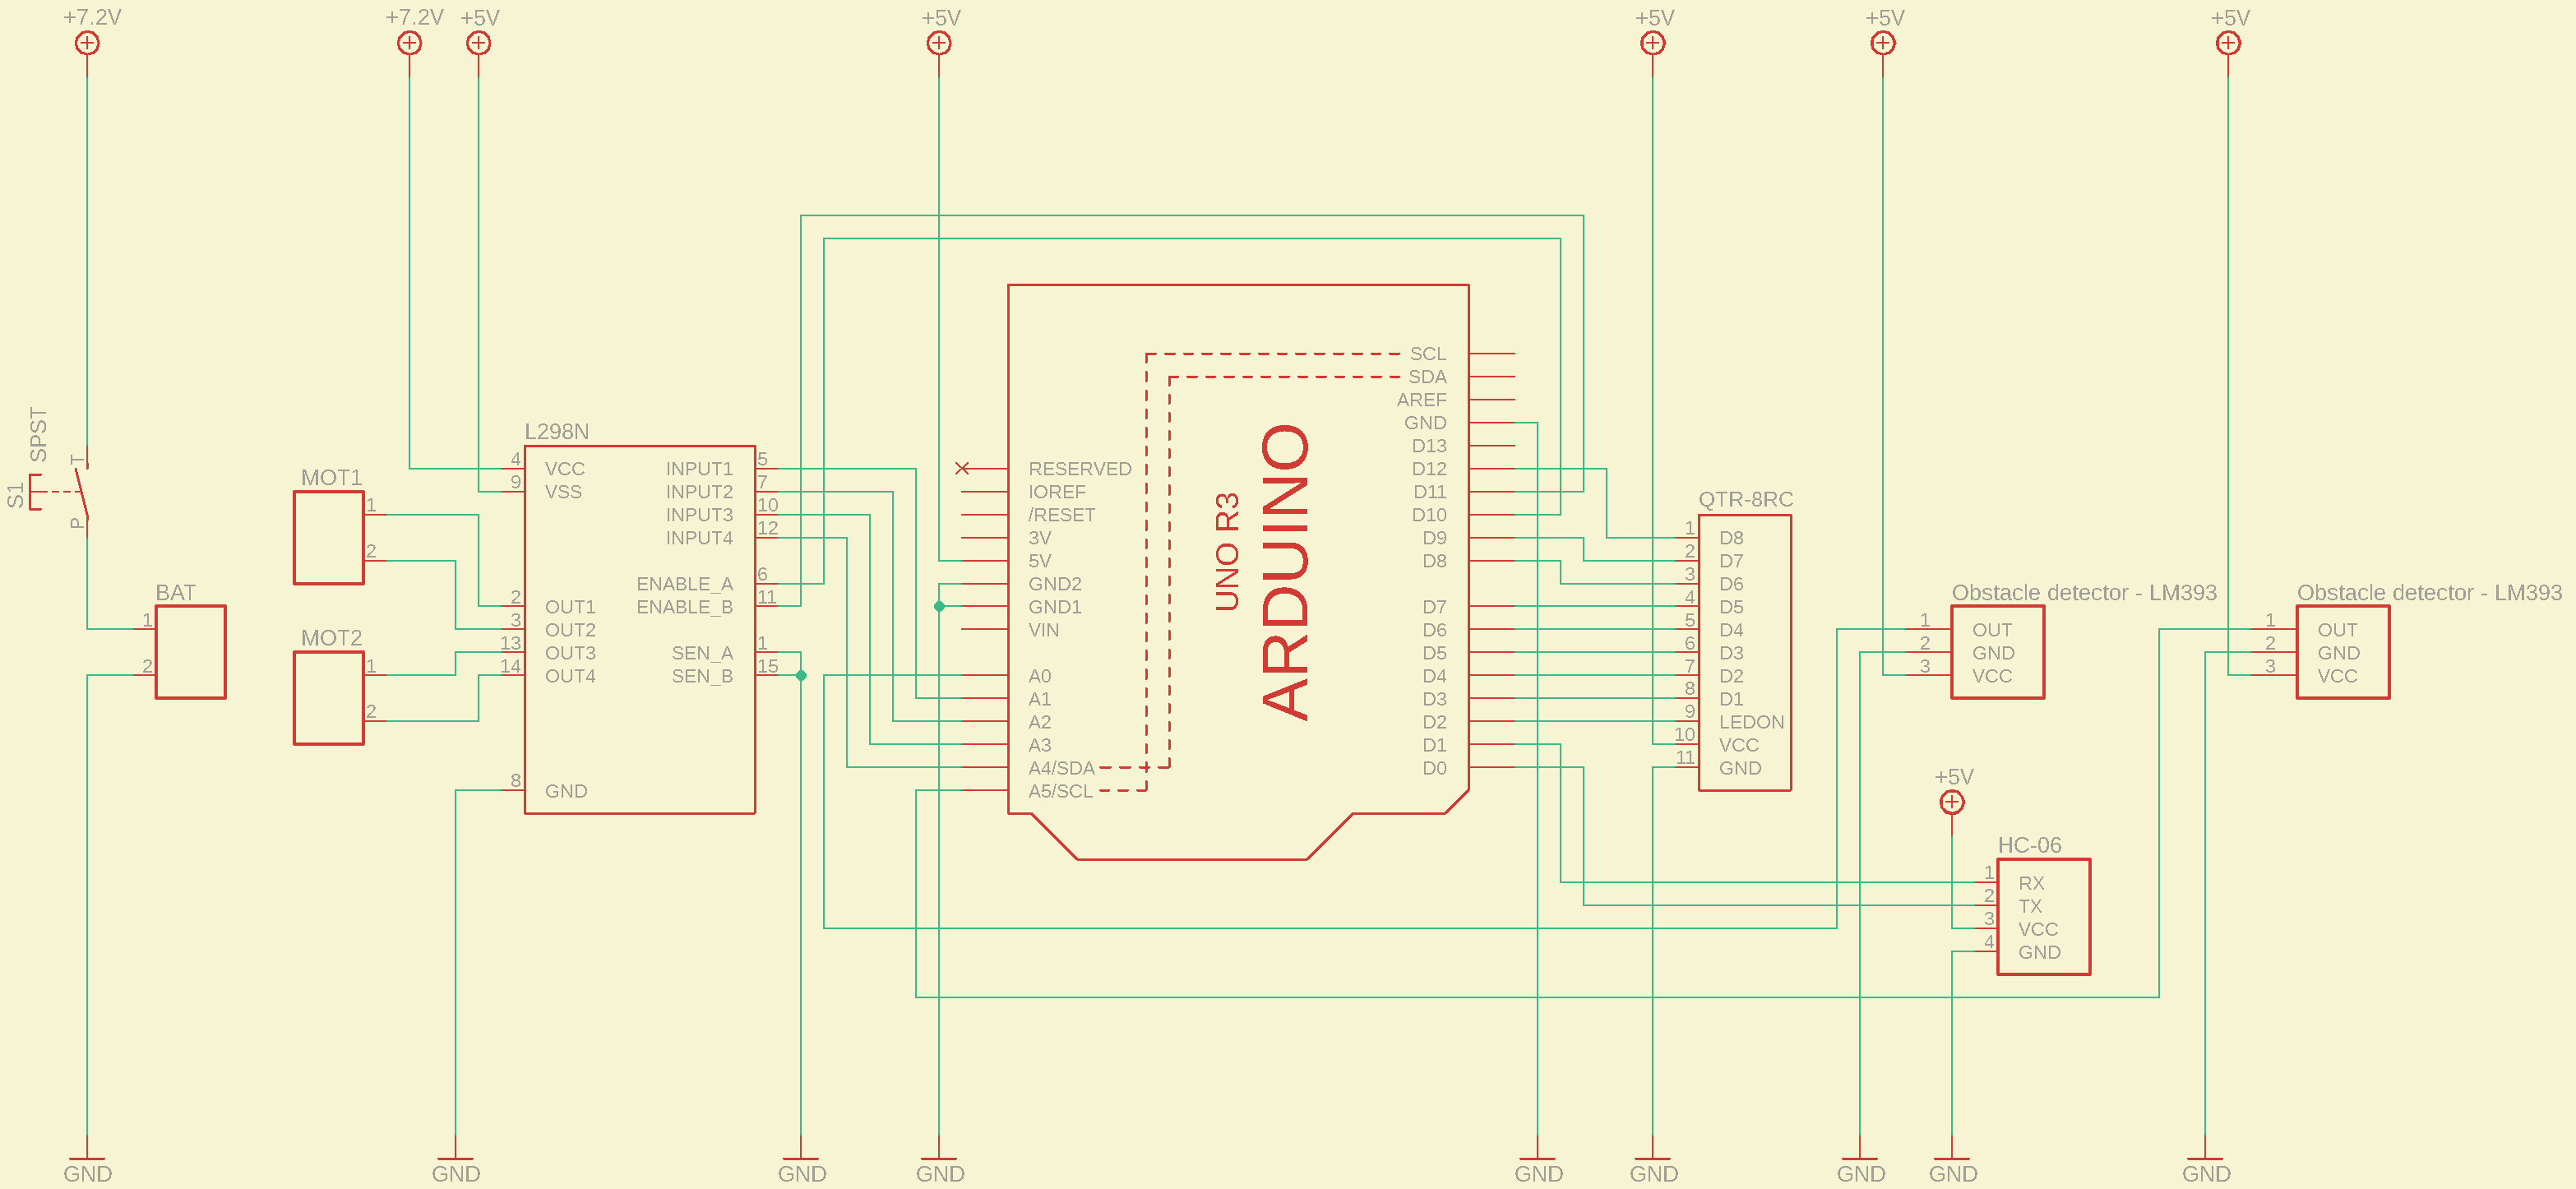 +7.2V
+7.2V
+5V
+5V
+5V
+5V
+5V
S1
SPST
T
P
BAT
1
2
MOT1
1
2
MOT2
1
2
L298N
4 VCC
9 VSS
2 OUT1
3 OUT2
13 OUT3
14 OUT4
8 GND
INPUT1 5
INPUT2 7
INPUT3 10
INPUT4 12
ENABLE_A 6
ENABLE_B 11
SEN_A 1
SEN_B 15
RESERVED
IOREF
/RESET
3V
5V
GND2
GND1
VIN
A0
A1
A2
A3
A4/SDA
A5/SCL
UNO R3
ARDUINO
SCL
SDA
AREF
GND
D13
D12
D11
D10
D9
D8
D7
D6
D5
D4
D3
D2
D1
D0
QTR-8RC
1 D8
2 D7
3 D6
4 D5
5 D4
6 D3
7 D2
8 D1
9 LEDON
10 VCC
11 GND
Obstacle detector - LM393
1 OUT
2 GND
3 VCC
Obstacle detector - LM393
1 OUT
2 GND
3 VCC
+5V
HC-06
1 RX
2 TX
3 VCC
4 GND
GND
GND
GND
GND
GND
GND
GND
GND
GND